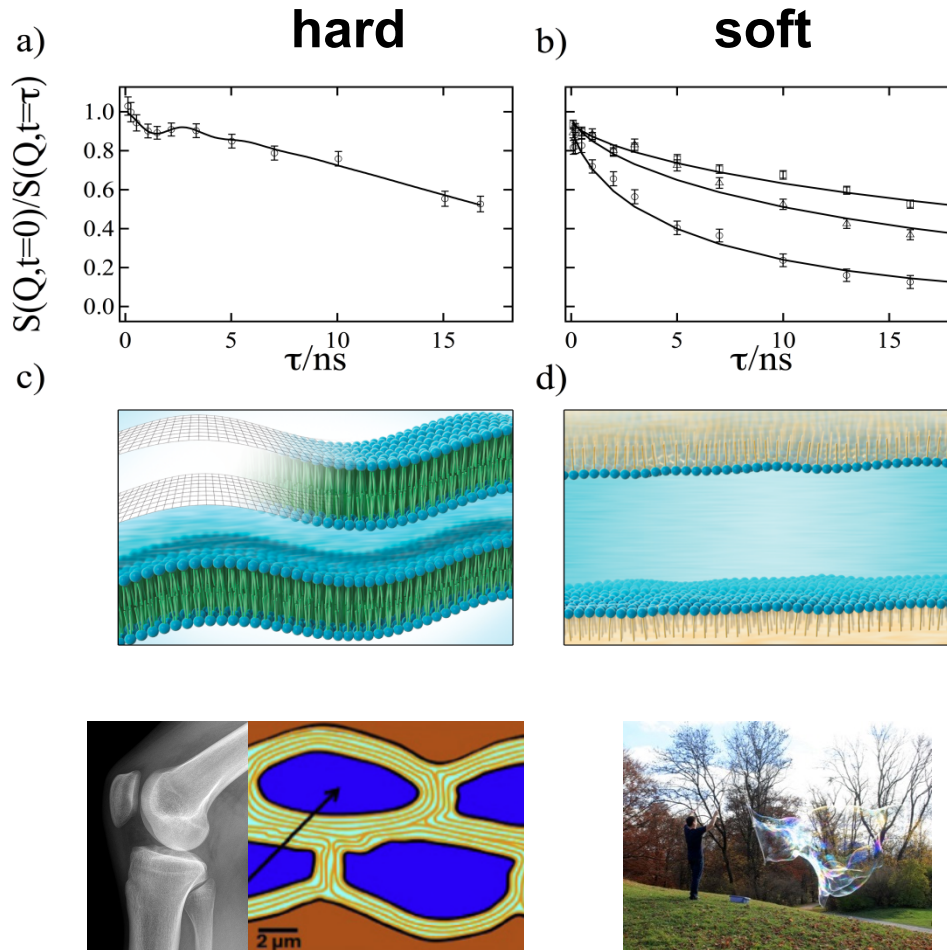 hard
soft
a)
b)
S(Q,t=0)/S(Q,t=τ)
1.0
0.8
0.6
0.4
0.2
0.0
0
5
10
15
τ/ns
0
5
10
15
τ/ns
c)
d)
2 μm